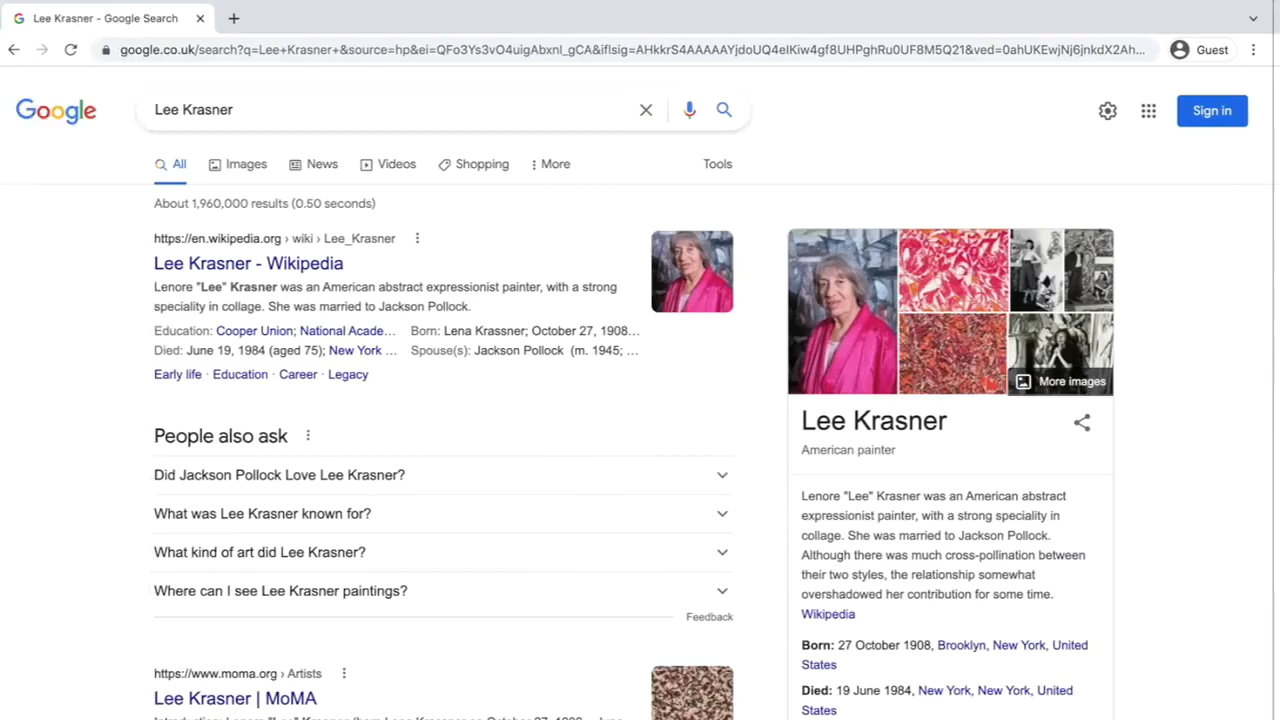 Lee Krasner - Google Search
google.co.uk/search?q=Lee+Krasner+&source=hp&ei=QFo3Ys3vO4uigAbxnl_gCA&iflsig=AHkkrS4AAAAAYjdoUQ4eIKiw4gf8UHPghRu0UF8M5Q21&ved=0ahUKEwjNj6jnkdX2Ah...
Guest
Google
Lee Krasner
Sign in
All
Images
News
Videos
Shopping
More
Tools
About 1,960,000 results (0.50 seconds)
https://en.wikipedia.org › wiki › Lee_Krasner
Lee Krasner - Wikipedia
Lenore "Lee" Krasner was an American abstract expressionist painter, with a strong
speciality in collage. She was married to Jackson Pollock.
Education: Cooper Union; National Acade... Born: Lena Krassner; October 27, 1908...
Died: June 19, 1984 (aged 75); New York ... Spouse(s): Jackson Pollock (m. 1945; ...
Early life · Education · Career · Legacy
People also ask
Did Jackson Pollock Love Lee Krasner?
What was Lee Krasner known for?
What kind of art did Lee Krasner?
Where can I see Lee Krasner paintings?
Feedback
https://www.moma.org › Artists
Lee Krasner | MoMA
More images
Lee Krasner
American painter
Lenore "Lee" Krasner was an American abstract
expressionist painter, with a strong speciality in
collage. She was married to Jackson Pollock.
Although there was much cross-pollination between
their two styles, the relationship somewhat
overshadowed her contribution for some time.
Wikipedia
Born: 27 October 1908, Brooklyn, New York, United
States
Died: 19 June 1984, New York, New York, United
States